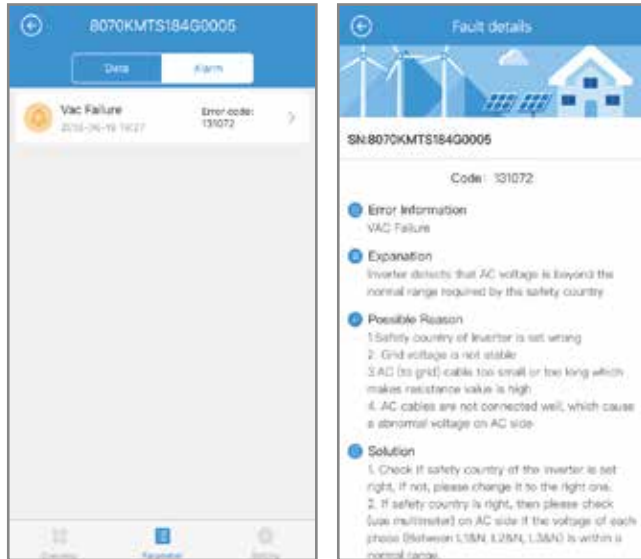 8070KMTS184G0005
Data
Alarm
Vac Failure
Error code:
131072
Fault details
SN:8070KMTS184G0005
Code: 131072
Error Information
VAC Failure
Expanation
Inverter detects that AC voltage is beyond the
normal range required by the safety country
Possible Reason
1.Safety country of inverter is set wrong
2. Grid voltage is not stable
3.AC (to grid) cable too small or too long which
makes resistance value is high
4. AC cables are not connected well, which cause
a abnormal voltage on AC side
Solution
1. Check if safety country of the inverter is set
right, if not, please change it to the right one.
2. If safety country is right, then please check
(use multimeter) on AC side if the voltage of each
phase (Between L1&N, L2&N, L3&N) is within a
normal range.
Parameter